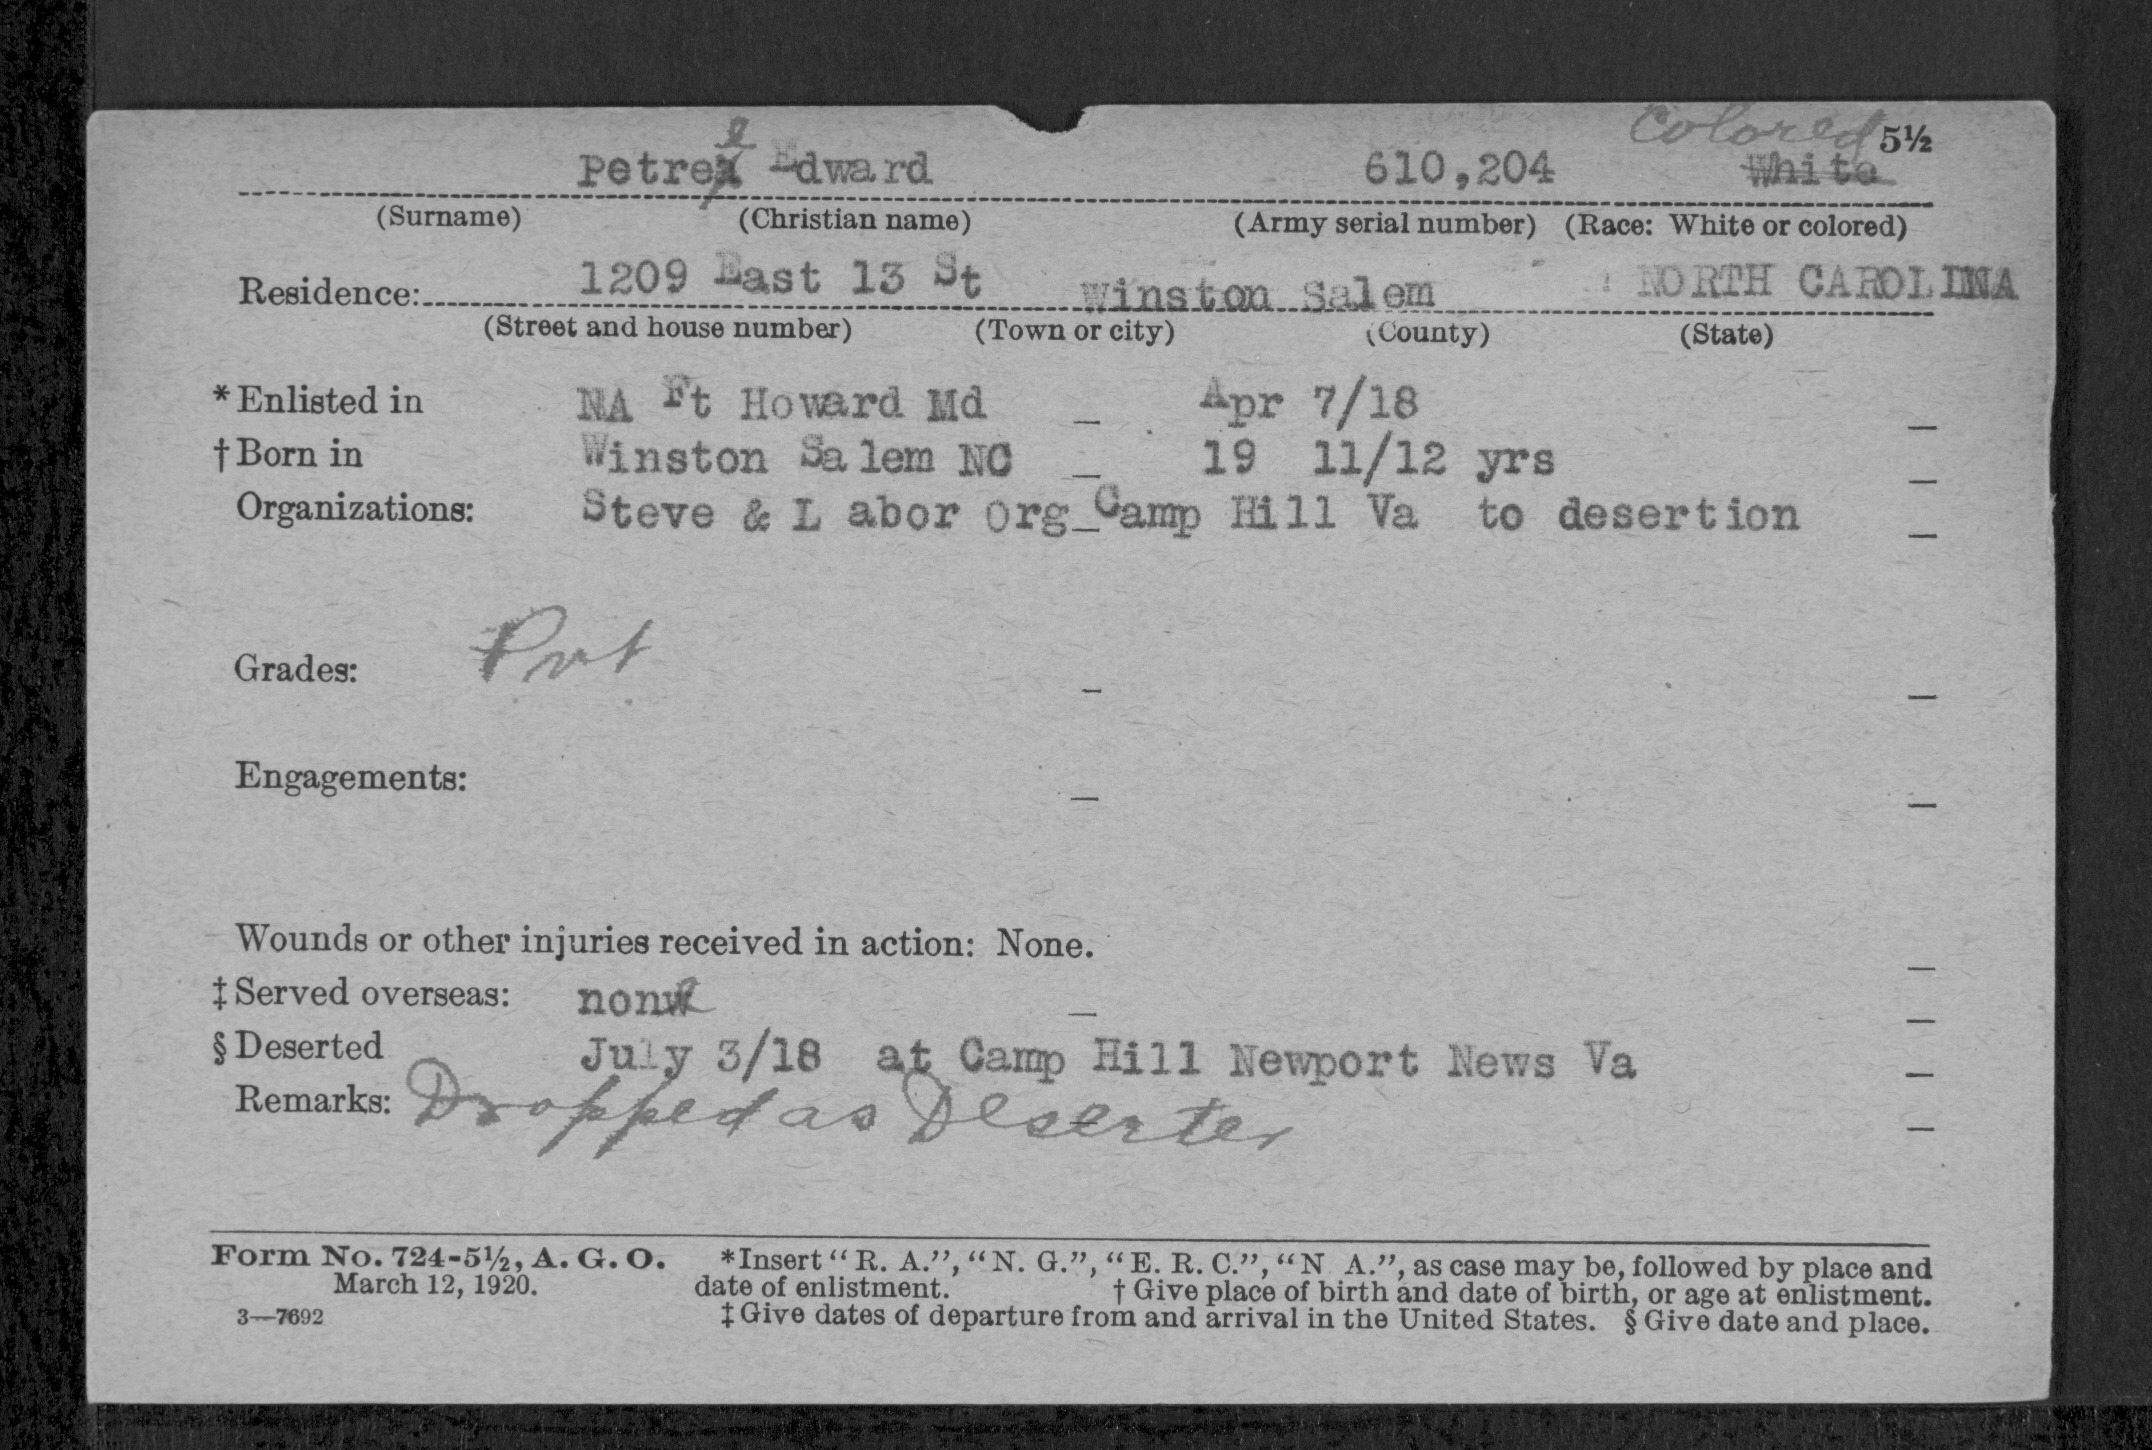 Colored 5½
Petree Edward 610,204 White
(Surname) (Christian name) (Army serial number) (Race: White or colored)
Residence: 1209 East 13 St Winston Salem NORTH CAROLINA
(Street and house number) (Town or city) (County) (State)
*Enlisted in NA Ft Howard Md Apr 7/18
†Born in Winston Salem NC 19 11/12 yrs
Organizations: Steve & L abor Org Camp Hill Va to desertion
Grades: Pvt
Engagements:
Wounds or other injuries received in action: None.
‡Served overseas: none
§Deserted July 3/18 at Camp Hill Newport News Va
Remarks: Dropped as Deserter
Form No. 724-5½, A. G. O. *Insert "R. A.", "N. G.", "E. R. C.", "N A.", as case may be, followed by place and
March 12, 1920. date of enlistment. †Give place of birth and date of birth, or age at enlistment.
3—7692 ‡Give dates of departure from and arrival in the United States. §Give date and place.